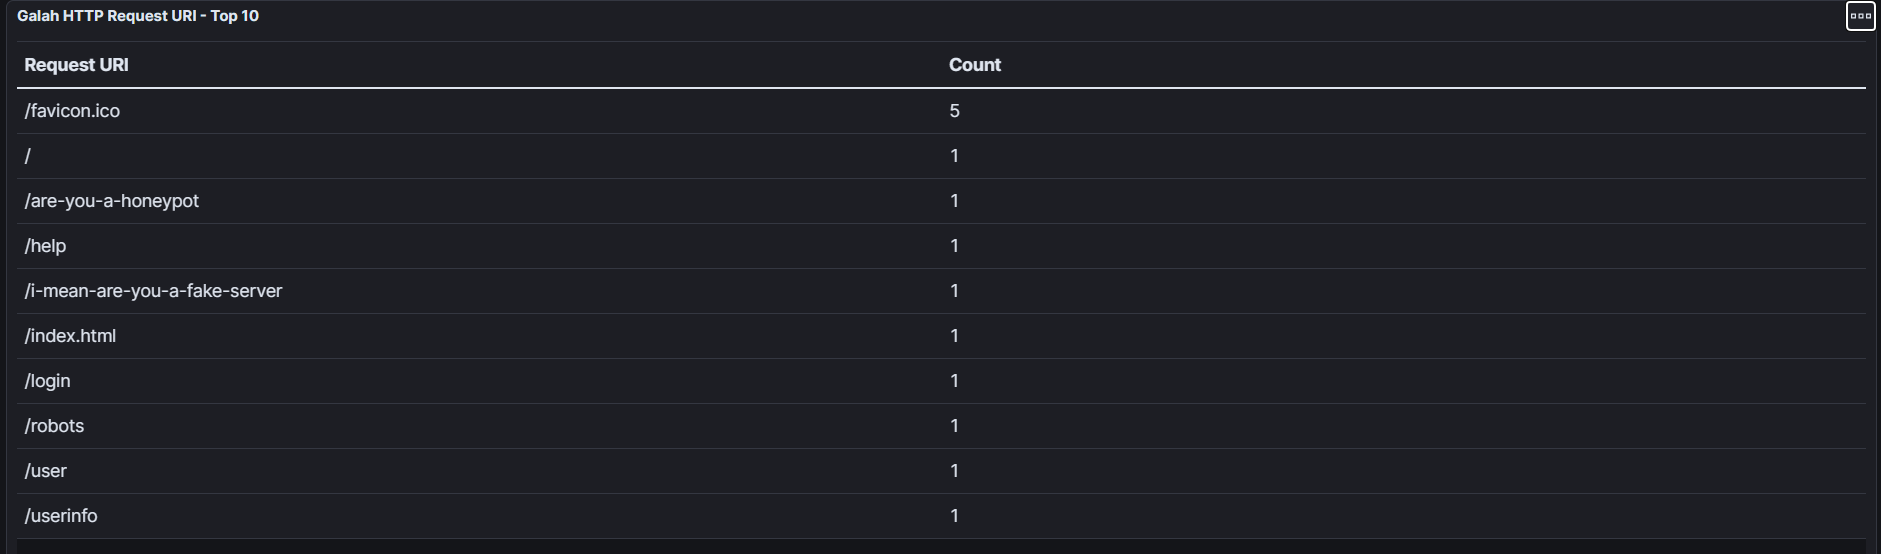 Galah HTTP Request URI - Top 10
Request URI Count
/favicon.ico 5
/ 1
/are-you-a-honeypot 1
/help 1
/i-mean-are-you-a-fake-server 1
/index.html 1
/login 1
/robots 1
/user 1
/userinfo 1